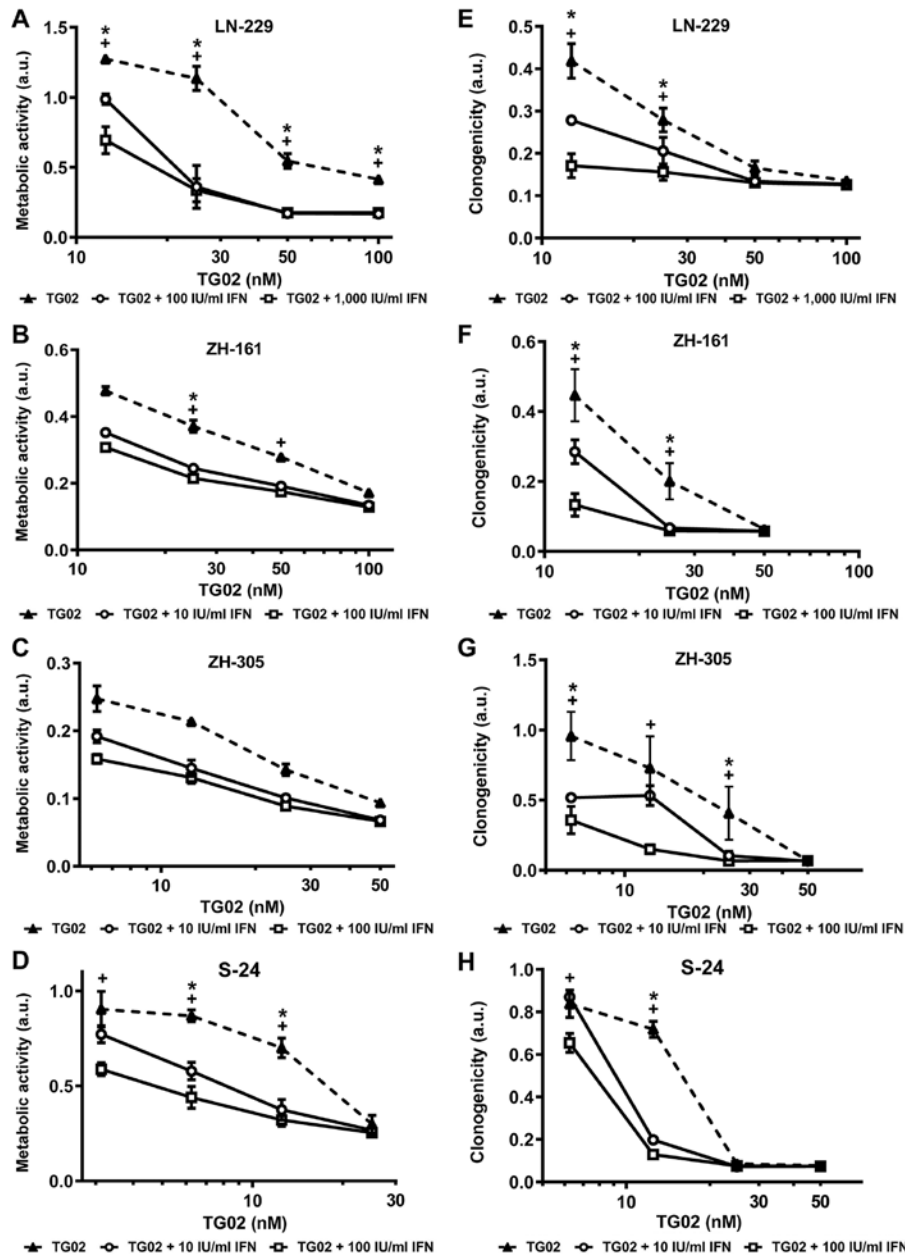 A
LN-229
Metabolic activity (a.u.)
1.5
1.0
0.5
0.0
* + * + * + * +
10 30 50 100
TG02 (nM)
TG02 TG02 + 100 IU/ml IFN TG02 + 1,000 IU/ml IFN
E
LN-229
Clonogenicity (a.u.)
0.5
0.4
0.3
0.2
0.1
0.0
* + * +
10 30 50 100
TG02 (nM)
TG02 TG02 + 100 IU/ml IFN TG02 + 1,000 IU/ml IFN
B
ZH-161
Metabolic activity (a.u.)
0.6
0.4
0.2
0.0
* + +
10 30 50 100
TG02 (nM)
TG02 TG02 + 10 IU/ml IFN TG02 + 100 IU/ml IFN
F
ZH-161
Clonogenicity (a.u.)
0.6
0.4
0.2
0.0
* + * +
10 30 50 100
TG02 (nM)
TG02 TG02 + 10 IU/ml IFN TG02 + 100 IU/ml IFN
C
ZH-305
Metabolic activity (a.u.)
0.3
0.2
0.1
0.0
10 30 50
TG02 (nM)
TG02 TG02 + 10 IU/ml IFN TG02 + 100 IU/ml IFN
G
ZH-305
Clonogenicity (a.u.)
1.5
1.0
0.5
0.0
* + + * +
10 30 50
TG02 (nM)
TG02 TG02 + 10 IU/ml IFN TG02 + 100 IU/ml IFN
D
S-24
Metabolic activity (a.u.)
1.0
0.5
0.0
+ * + * +
10 30
TG02 (nM)
TG02 TG02 + 10 IU/ml IFN TG02 + 100 IU/ml IFN
H
S-24
Clonogenicity (a.u.)
1.0
0.8
0.6
0.4
0.2
0.0
+ * +
10 30 50
TG02 (nM)
TG02 TG02 + 10 IU/ml IFN TG02 + 100 IU/ml IFN